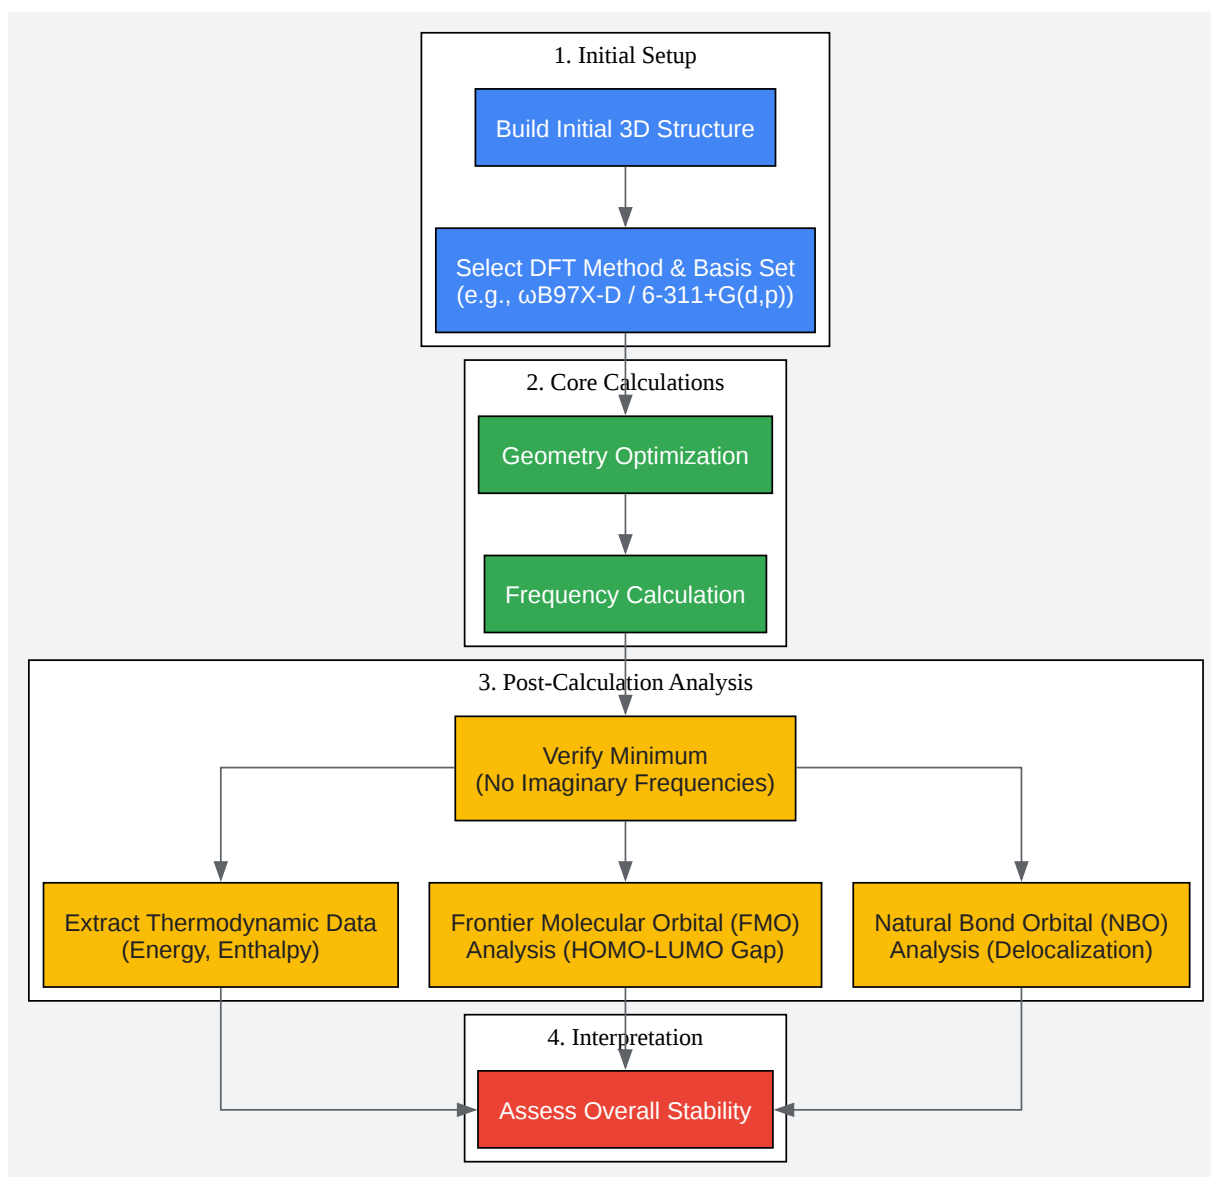 1. Initial Setup
Build Initial 3D Structure
Select DFT Method & Basis Set
(e.g., ωB97X-D / 6-311+G(d,p))
2. Core Calculations
Geometry Optimization
Frequency Calculation
3. Post-Calculation Analysis
Verify Minimum
(No Imaginary Frequencies)
Extract Thermodynamic Data
(Energy, Enthalpy)
Frontier Molecular Orbital (FMO)
Analysis (HOMO-LUMO Gap)
Natural Bond Orbital (NBO)
Analysis (Delocalization)
4. Interpretation
Assess Overall Stability